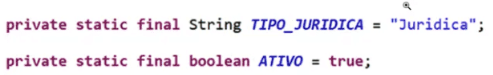 private static final String TIPO_JURIDICA = "Juridica";
private static final boolean ATIVO = true;